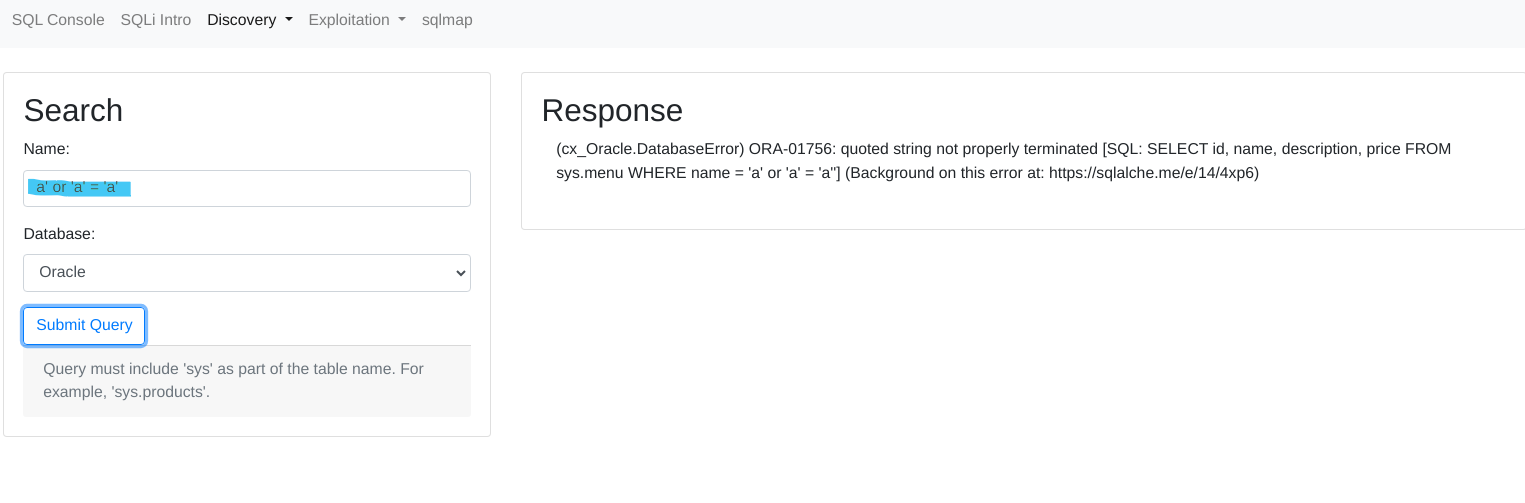 SQL Console SQLi Intro Discovery Exploitation sqlmap
Search
Name:
a' or 'a' = 'a'
Database:
Oracle
Submit Query
Query must include 'sys' as part of the table name. For
example, 'sys.products'.
Response
(cx_Oracle.DatabaseError) ORA-01756: quoted string not properly terminated [SQL: SELECT id, name, description, price FROM
sys.menu WHERE name = 'a' or 'a' = 'a''] (Background on this error at: https://sqlalche.me/e/14/4xp6)